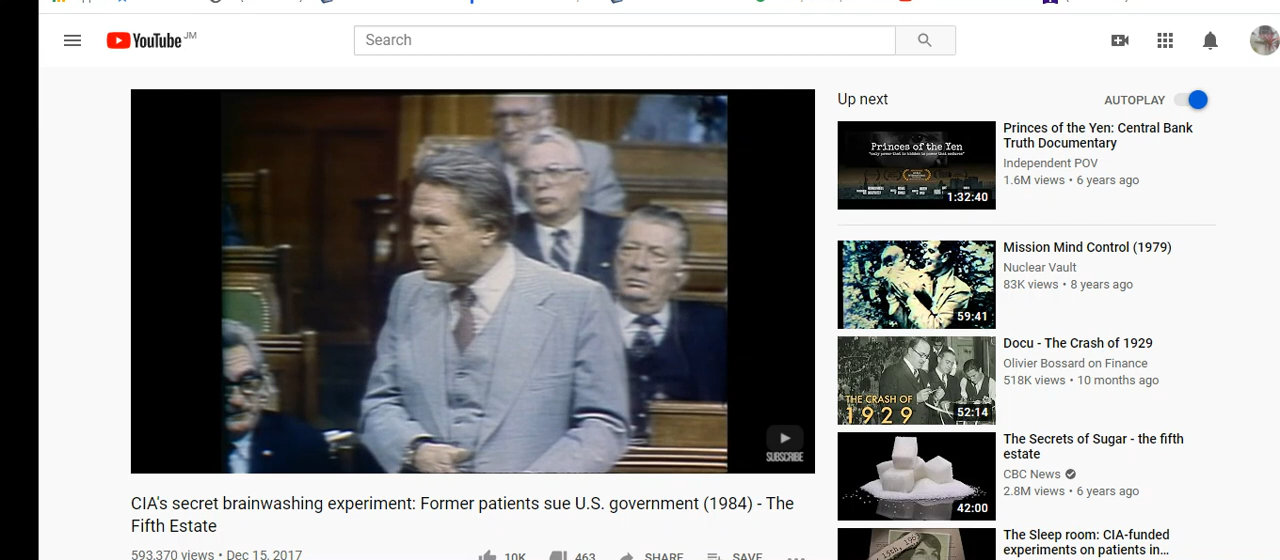 YouTube JM
Search
SUBSCRIBE
CIA's secret brainwashing experiment: Former patients sue U.S. government (1984) - The
Fifth Estate
593,370 views • Dec 15, 2017
10K 463 SHARE SAVE
Up next
AUTOPLAY
Princes of the Yen
1:32:40
Princes of the Yen: Central Bank
Truth Documentary
Independent POV
1.6M views • 6 years ago
59:41
Mission Mind Control (1979)
Nuclear Vault
83K views • 8 years ago
THE CRASH OF
1929
52:14
Docu - The Crash of 1929
Olivier Bossard on Finance
518K views • 10 months ago
42:00
The Secrets of Sugar - the fifth
estate
CBC News
2.8M views • 6 years ago
The Sleep room: CIA-funded
experiments on patients in...